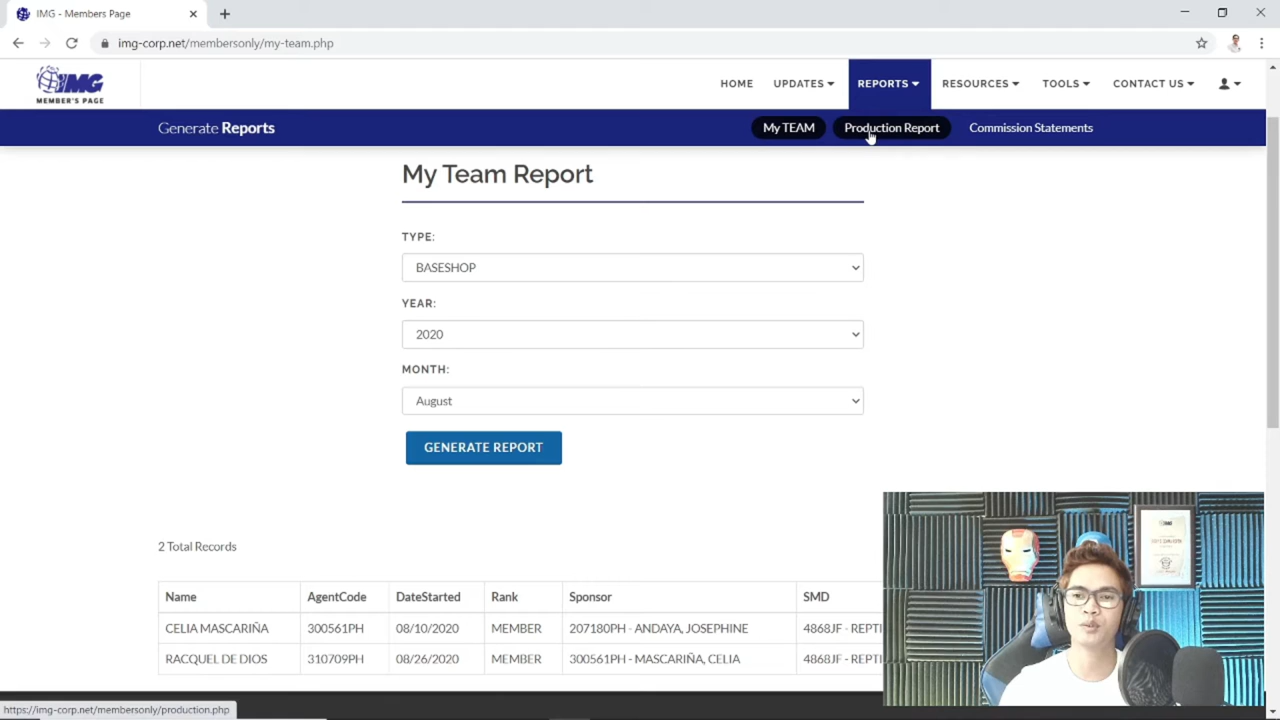 IMG - Members Page
img-corp.net/membersonly/my-team.php
IMG
MEMBER'S PAGE
HOME UPDATES REPORTS RESOURCES TOOLS CONTACT US
Generate Reports
My TEAM Production Report Commission Statements
My Team Report
TYPE:
BASESHOP
YEAR:
2020
MONTH:
August
GENERATE REPORT
2 Total Records
Name AgentCode DateStarted Rank Sponsor SMD
CELIA MASCARIÑA 300561PH 08/10/2020 MEMBER 207180PH - ANDAYA, JOSEPHINE 4868JF - REPTI
RACQUEL DE DIOS 310709PH 08/26/2020 MEMBER 300561PH - MASCARIÑA, CELIA 4868JF - REPTI
https://img-corp.net/membersonly/production.php